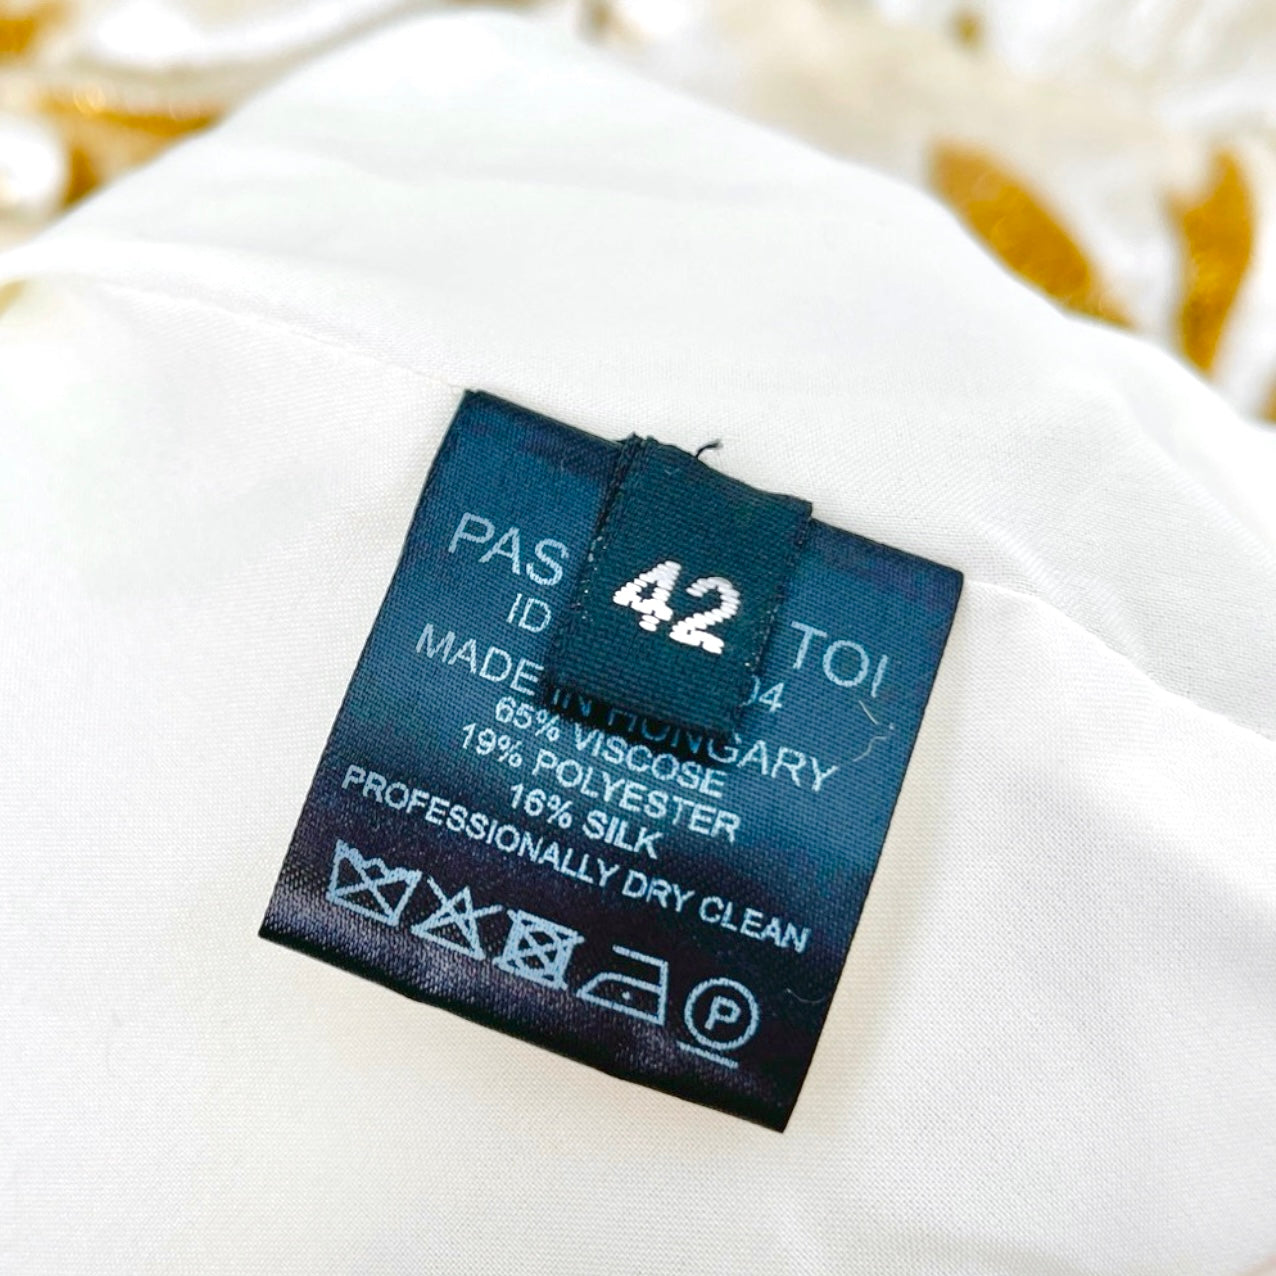 42
PAS TOI
ID 04
MADE IN HUNGARY
65% VISCOSE
19% POLYESTER
16% SILK
PROFESSIONALLY DRY CLEAN
P